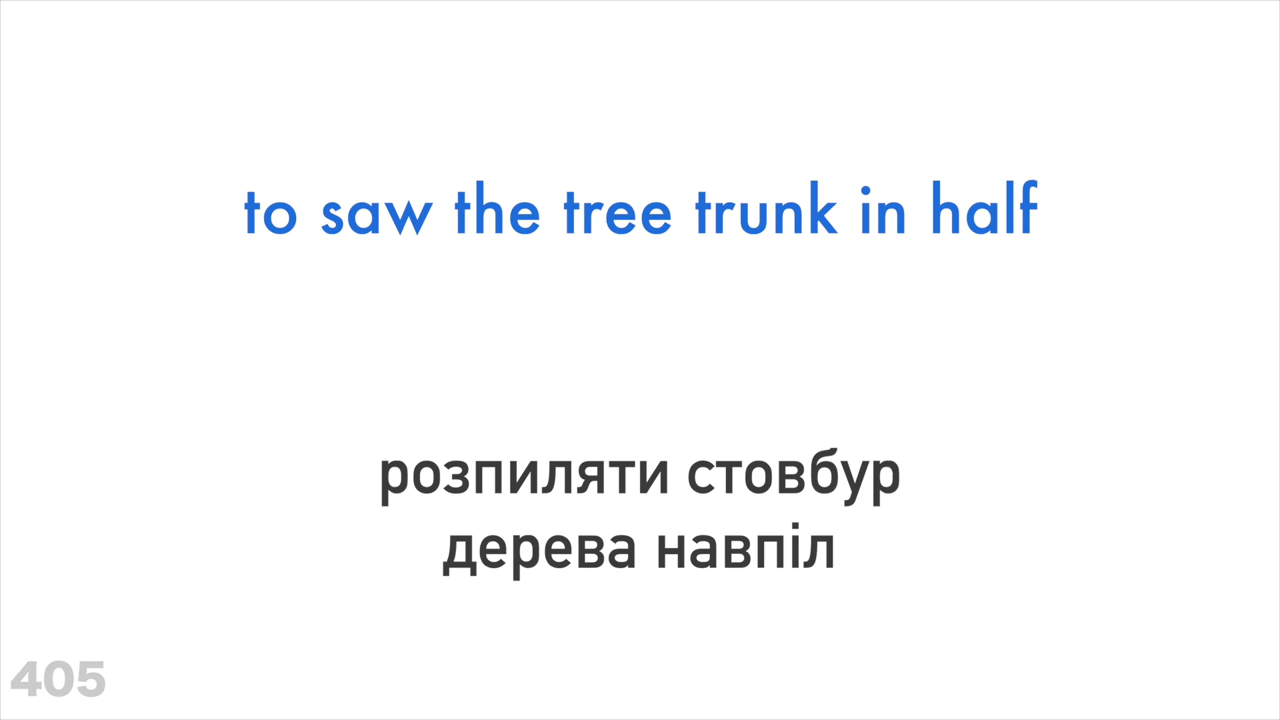 to saw the tree trunk in half
розпиляти стовбур
дерева навпіл
405